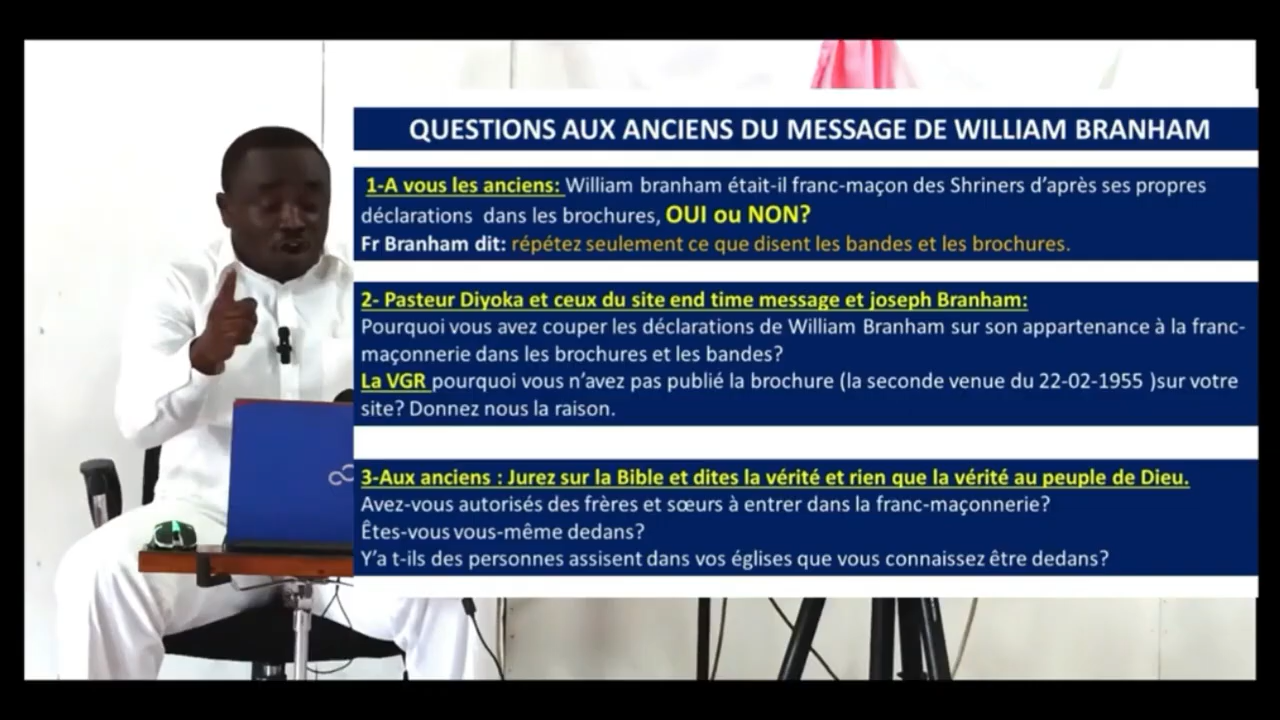 QUESTIONS AUX ANCIENS DU MESSAGE DE WILLIAM BRANHAM
1-A vous les anciens: William branham était-il franc-maçon des Shriners d'après ses propres
déclarations dans les brochures, OUI ou NON?
Fr Branham dit: répétez seulement ce que disent les bandes et les brochures.
2- Pasteur Diyoka et ceux du site end time message et joseph Branham:
Pourquoi vous avez couper les déclarations de William Branham sur son appartenance à la franc-
maçonnerie dans les brochures et les bandes?
La VGR pourquoi vous n'avez pas publié la brochure (la seconde venue du 22-02-1955 )sur votre
site? Donnez nous la raison.
3-Aux anciens : Jurez sur la Bible et dites la vérité et rien que la vérité au peuple de Dieu.
Avez-vous autorisés des frères et sœurs à entrer dans la franc-maçonnerie?
Êtes-vous vous-même dedans?
Y'a t-ils des personnes assisent dans vos églises que vous connaissez être dedans?